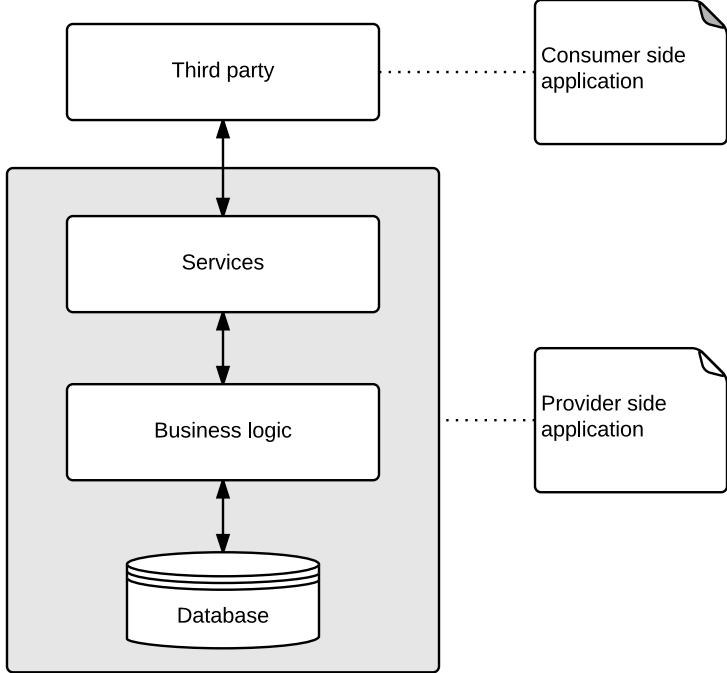 Third party
Consumer side
application
Services
Business logic
Provider side
application
Database